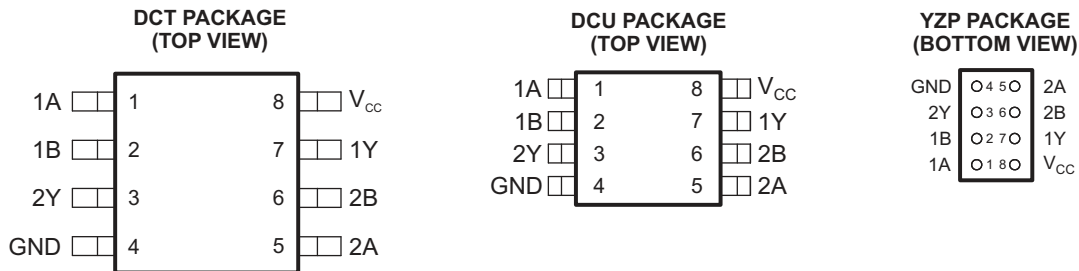 DCT PACKAGE
(TOP VIEW)
1A 1 8 VCC
1B 2 7 1Y
2Y 3 6 2B
GND 4 5 2A
DCU PACKAGE
(TOP VIEW)
1A 1 8 VCC
1B 2 7 1Y
2Y 3 6 2B
GND 4 5 2A
YZP PACKAGE
(BOTTOM VIEW)
GND 4 5 2A
2Y 3 6 2B
1B 2 7 1Y
1A 1 8 VCC